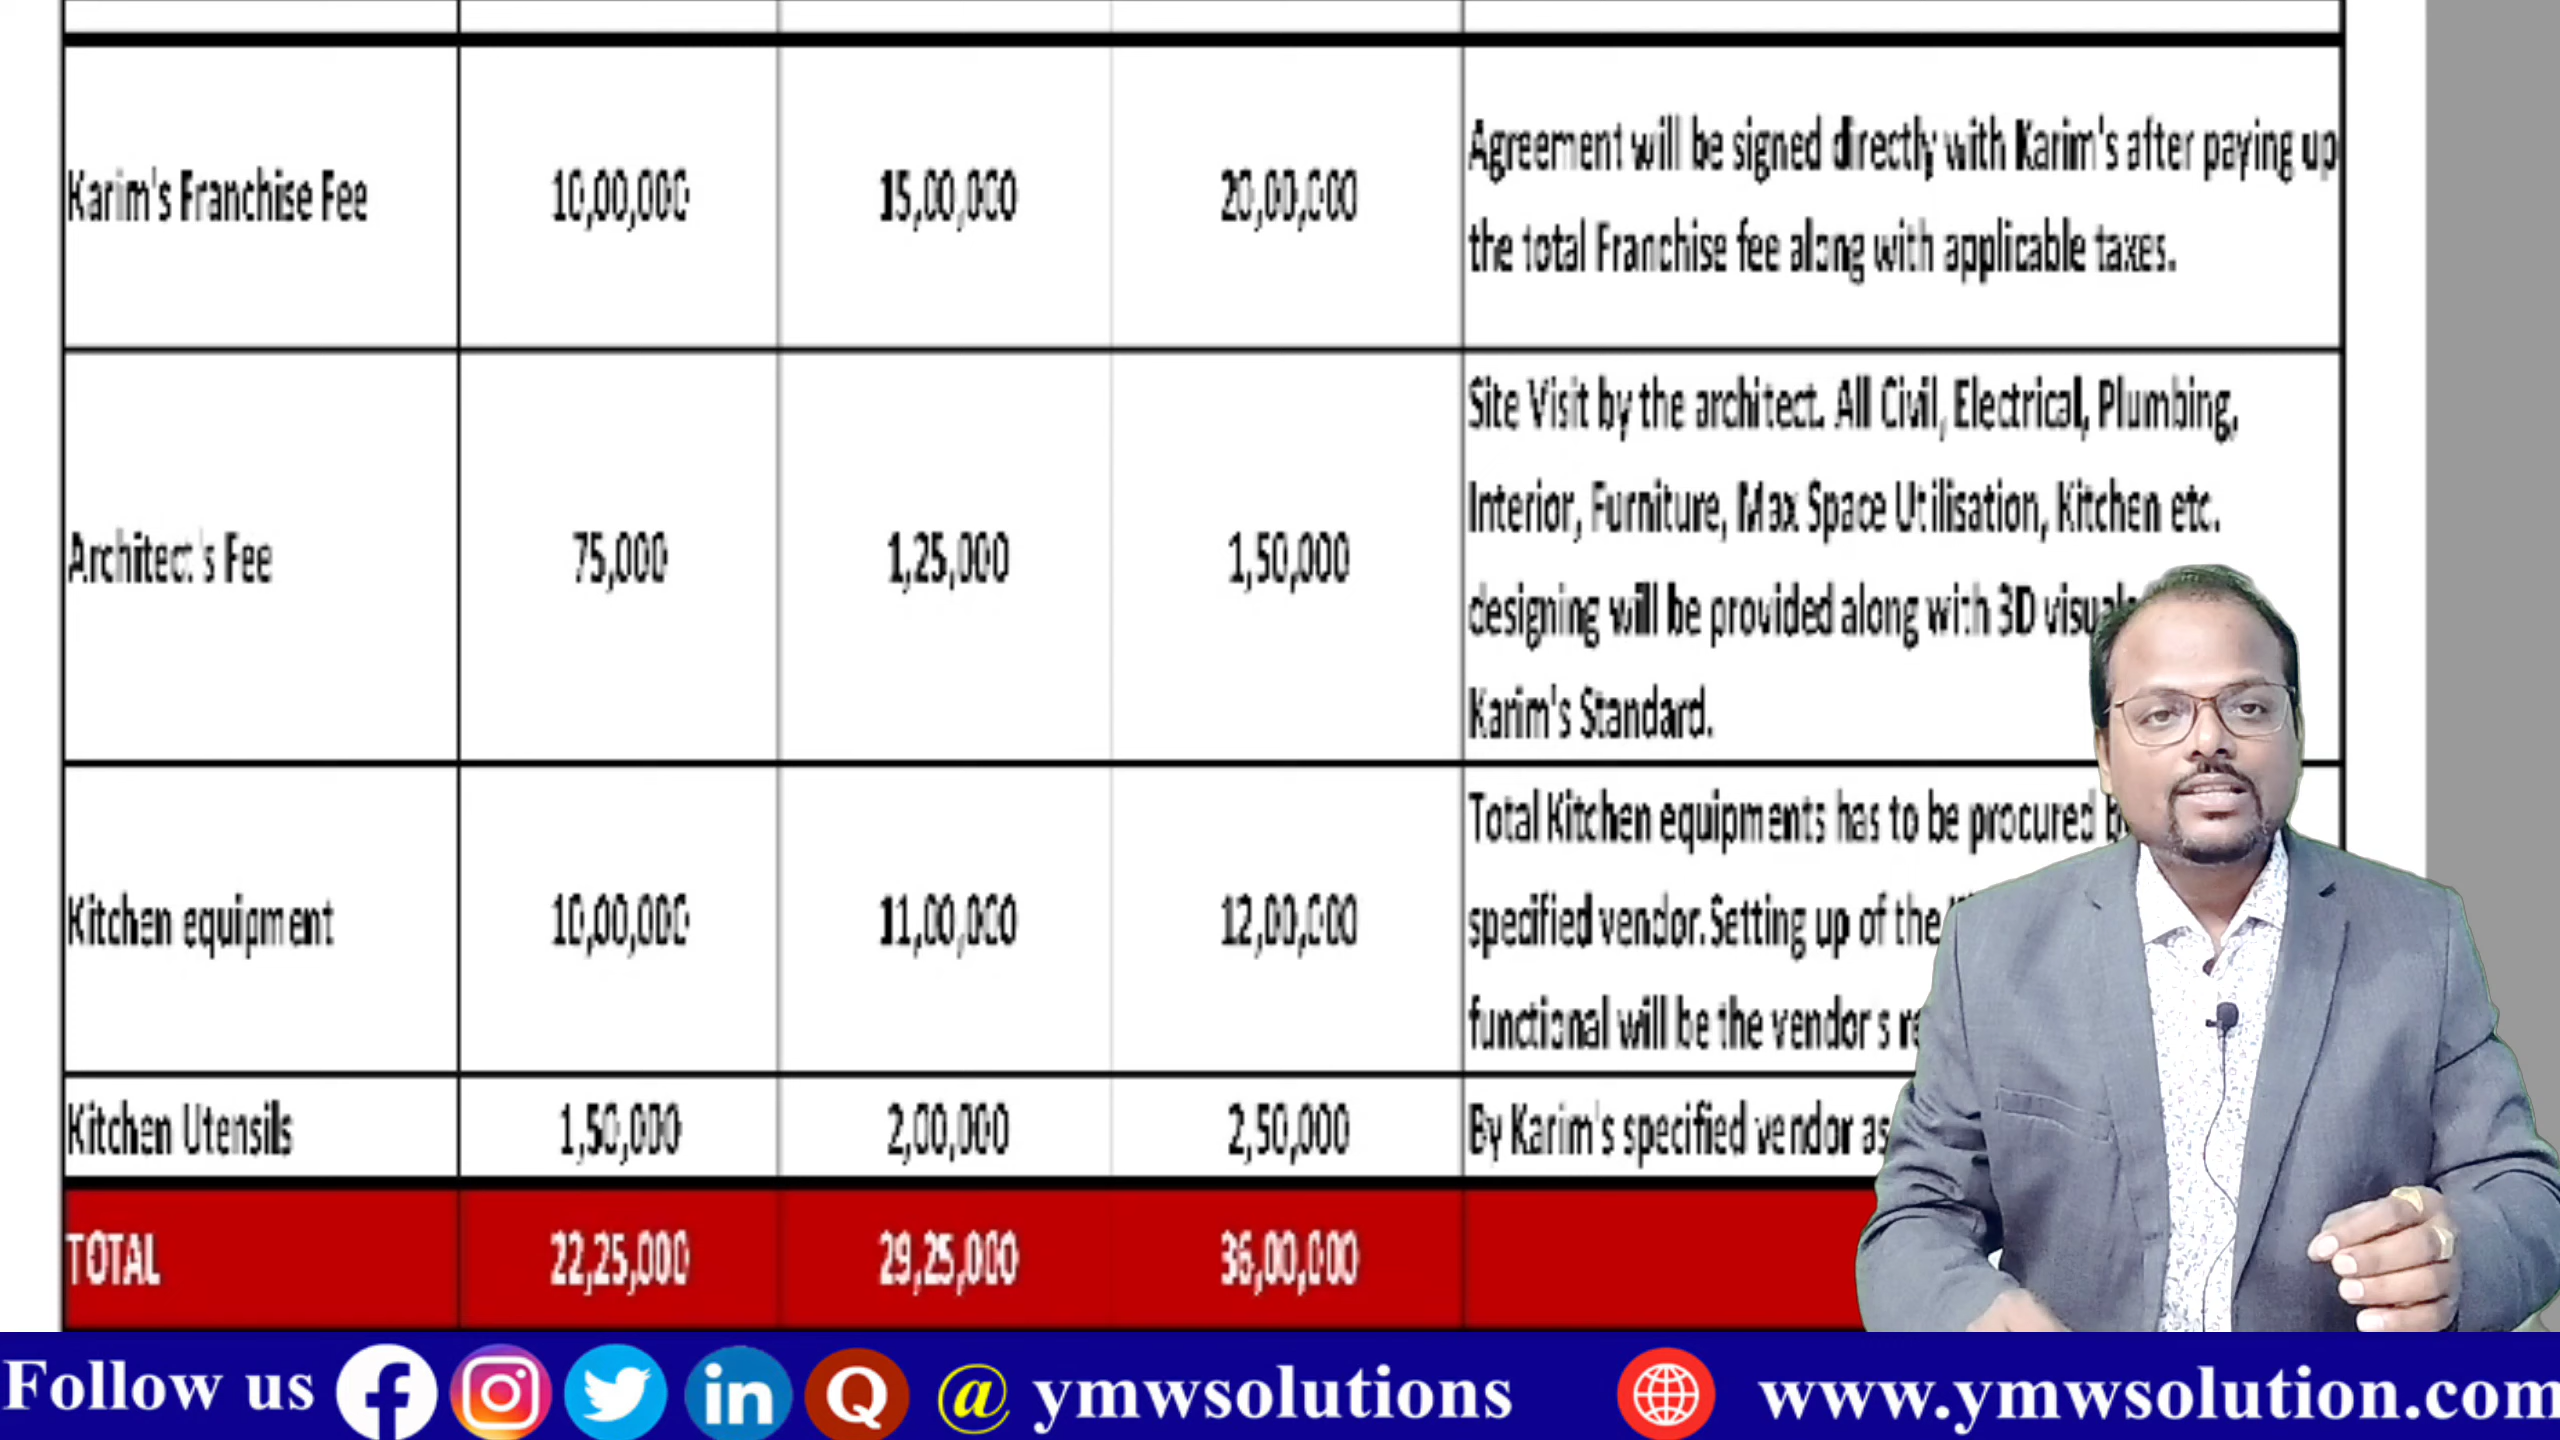 Karim's Franchise Fee 10,00,000 15,00,000 20,00,000
Agreement will be signed directly with Karim's after paying up
the total Franchise fee along with applicable taxes.
Architect's Fee 75,000 1,25,000 1,50,000
Site Visit by the architect. All Civil, Electrical, Plumbing,
Interior, Furniture, Max Space Utilisation, Kitchen etc.
designing will be provided along with 3D
Karim's Standard.
Kitchen equipment 10,00,000 11,00,000 12,00,000
Total Kitchen equipments has to be procured
specified vendor. Setting up of the
functional will be the vendor's
Kitchen Utensils 1,50,000 2,00,000 2,50,000
By Karim's specified vendor as
TOTAL 22,25,000 29,25,000 36,00,000
Follow us @ ymwsolutions www.ymwsolution.com